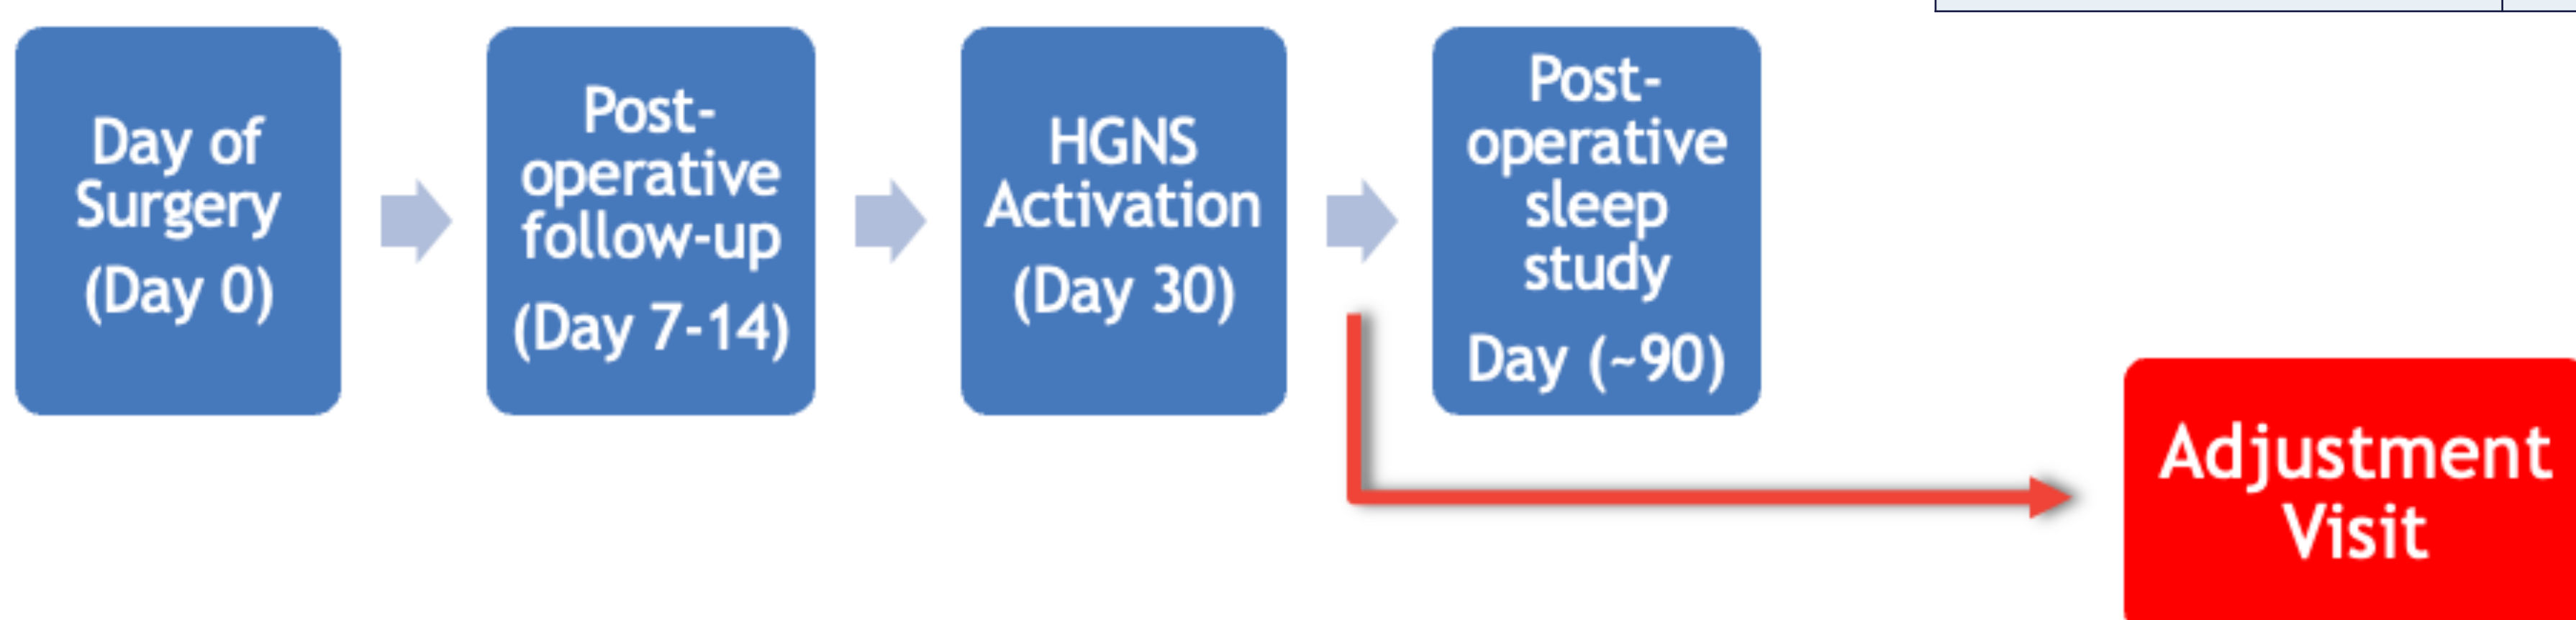 Day of
Surgery
(Day 0)
Post-
operative
follow-up
(Day 7-14)
HGNS
Activation
(Day 30)
Post-
operative
sleep
study
Day (~90)
Adjustment
Visit